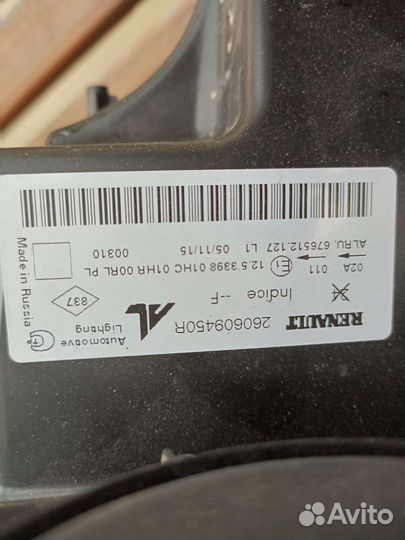 RENAULT 260609450R
Automotive
Lighting
24 Indice --F
837
02A 011 E1 12.5.3398 01HC 01HR 00RL PL
ALRU 676512.127 L1 05/11/15 00310
Made in Russia
Avito